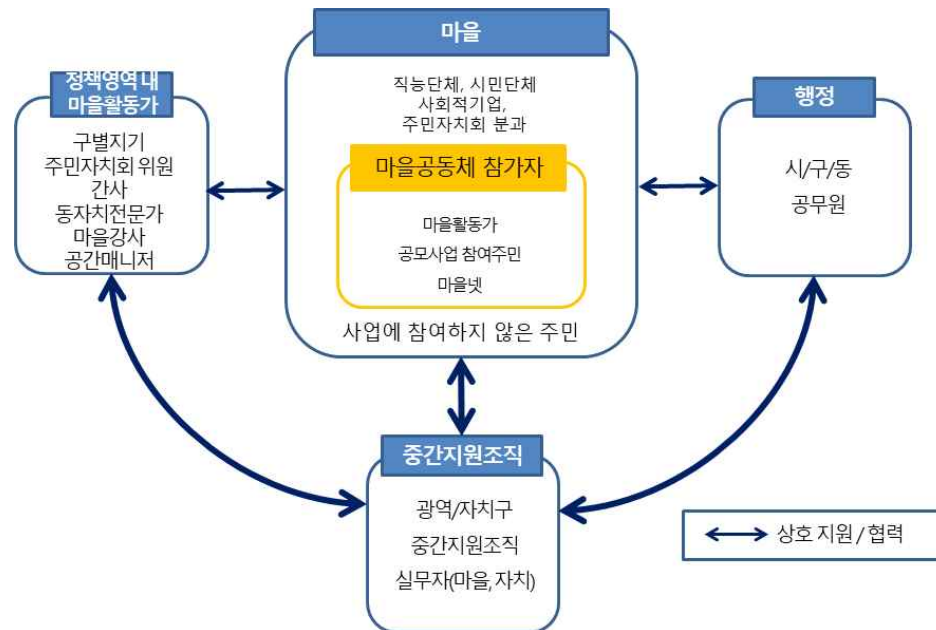 마을
직능단체, 시민단체
사회적기업,
주민자치회 분과
마을공동체 참가자
마을활동가
공모사업 참여주민
마을넷
사업에 참여하지 않은 주민
정책영역 내
마을활동가
구별지기
주민자치회 위원
간사
동자치전문가
마을강사
공간매니저
행정
시/구/동
공무원
중간지원조직
광역/자치구
중간지원조직
실무자(마을, 자치)
상호 지원 / 협력